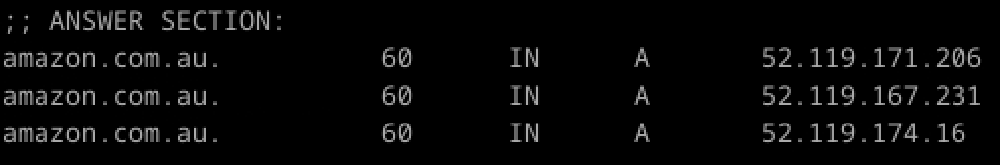 ;; ANSWER SECTION:
amazon.com.au. 60 IN A 52.119.171.206
amazon.com.au. 60 IN A 52.119.167.231
amazon.com.au. 60 IN A 52.119.174.16